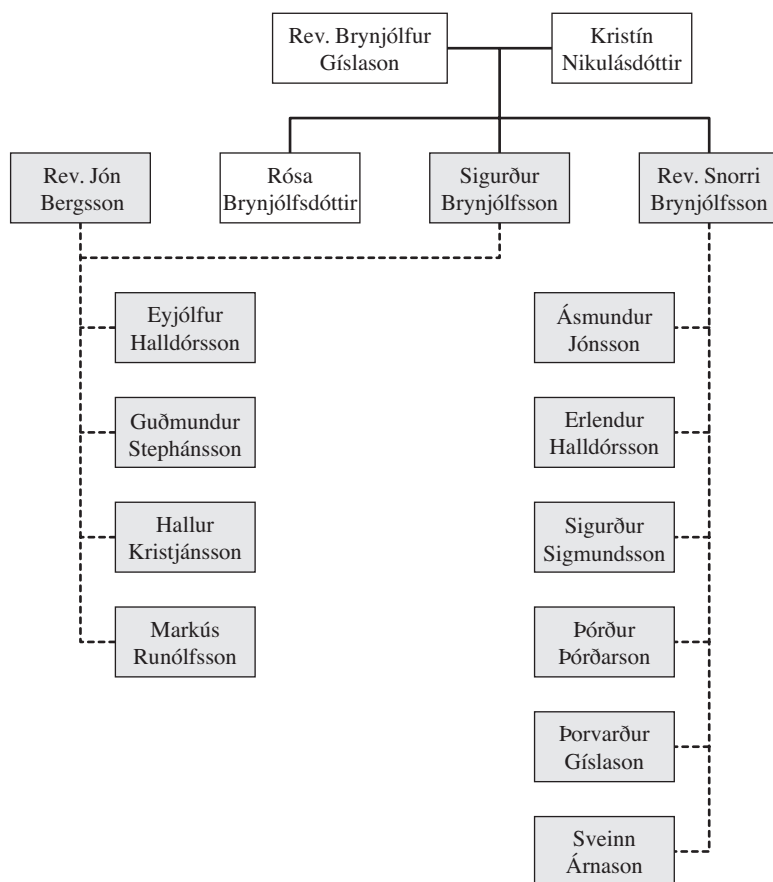 Rev. Brynjólfur
Gíslason
Kristín
Nikulásdóttir
Rev. Jón
Bergsson
Rósa
Brynjólfsdóttir
Sigurður
Brynjólfsson
Rev. Snorri
Brynjólfsson
Eyjólfur
Halldórsson
Ásmundur
Jónsson
Guðmundur
Stephánsson
Erlendur
Halldórsson
Hallur
Kristjánsson
Sigurður
Sigmundsson
Markús
Runólfsson
Þórður
Þórðarson
Þorvarður
Gíslason
Sveinn
Árnason